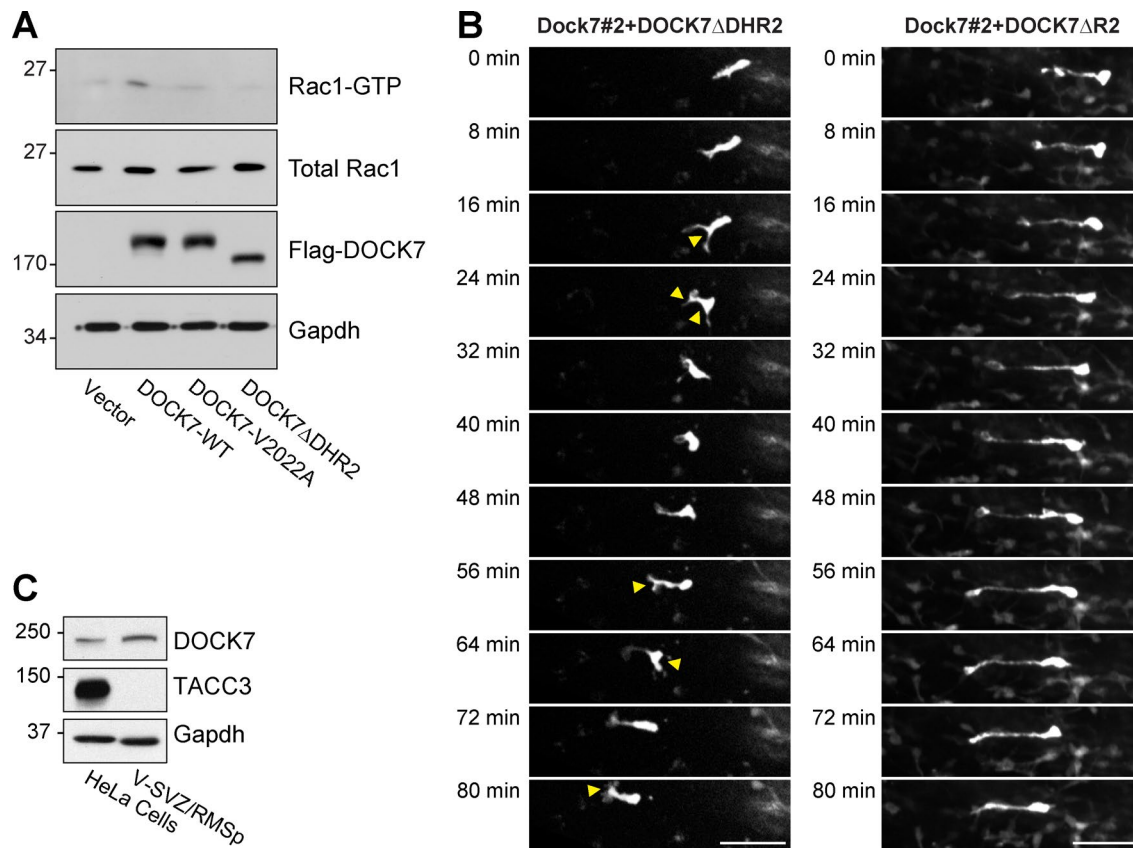 A
27
Rac1-GTP
27
Total Rac1
170
Flag-DOCK7
34
Gapdh
Vector
DOCK7-WT
DOCK7-V2022A
DOCK7ΔDHR2
B
Dock7#2+DOCK7ΔDHR2
0 min
8 min
16 min
24 min
32 min
40 min
48 min
56 min
64 min
72 min
80 min
Dock7#2+DOCK7ΔR2
0 min
8 min
16 min
24 min
32 min
40 min
48 min
56 min
64 min
72 min
80 min
C
250
DOCK7
150
TACC3
37
Gapdh
HeLa Cells
V-SVZ/RMSp